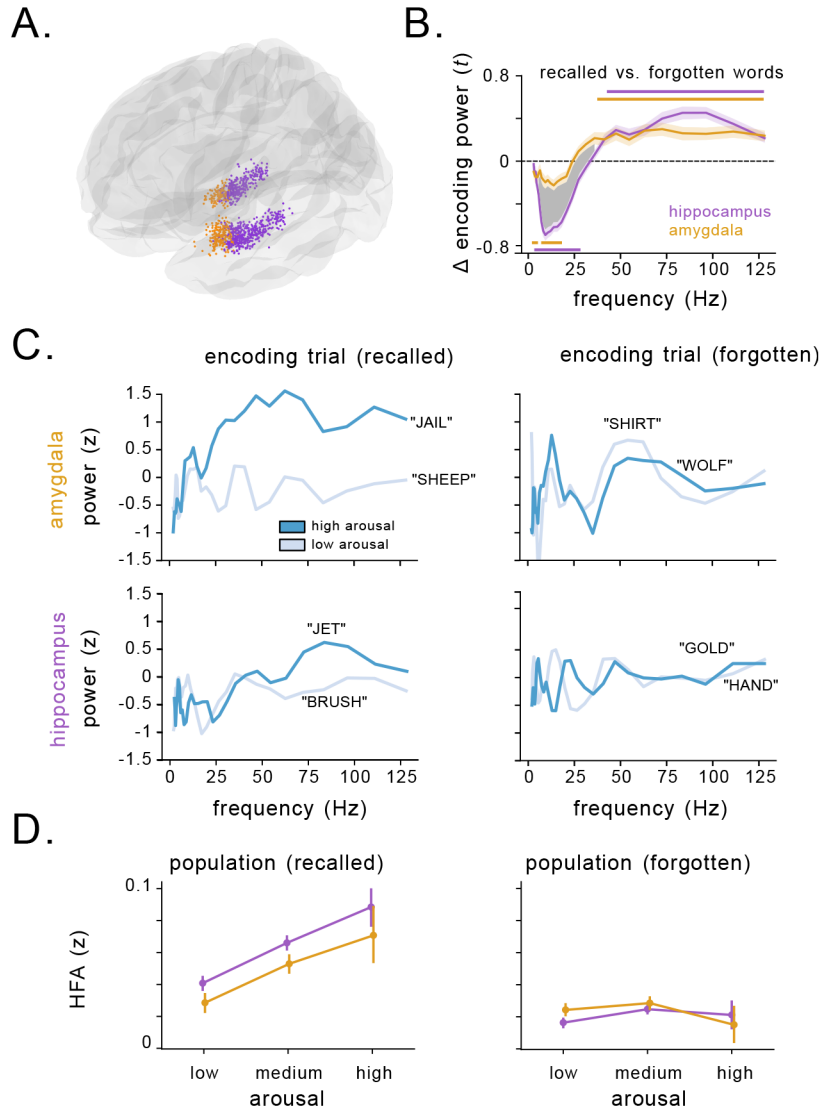 A.
B.
Δ encoding power (t)
0.8
0
-0.8
recalled vs. forgotten words
hippocampus
amygdala
0 25 50 75 100 125
frequency (Hz)
C.
encoding trial (recalled)
encoding trial (forgotten)
amygdala
power (z)
1.5
1
0.5
0
-0.5
-1
-1.5
"JAIL"
"SHEEP"
high arousal
low arousal
"SHIRT"
"WOLF"
hippocampus
power (z)
0.5
0
-0.5
-1
-1.5
"JET"
"BRUSH"
"GOLD"
"HAND"
0 25 50 75 100 125
0 25 50 75 100 125
frequency (Hz)
frequency (Hz)
D.
population (recalled)
population (forgotten)
HFA (z)
0.1
0
low medium high
low medium high
arousal
arousal